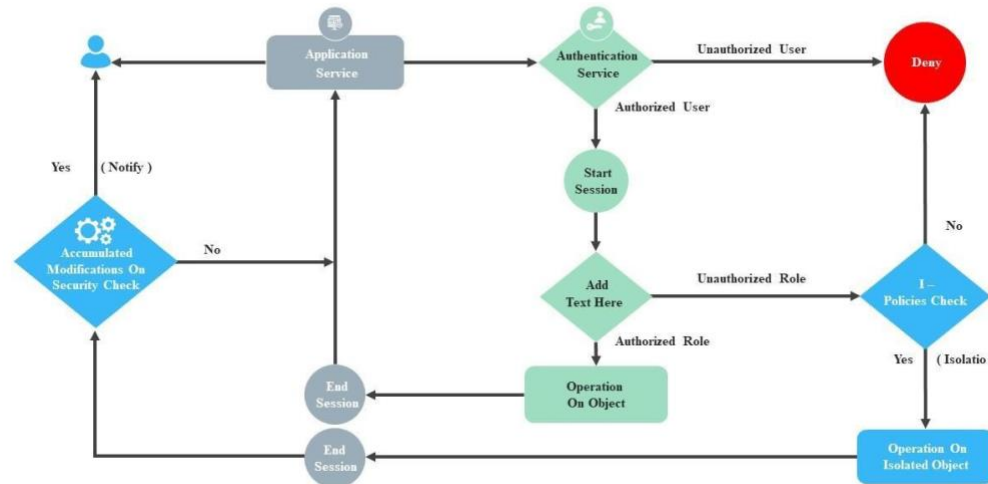 Application
Service
Authentication
Service
Unauthorized User
Deny
Authorized User
Yes
( Notify )
Start
Session
No
Accumulated
Modifications On
Security Check
No
Add
Text Here
Unauthorized Role
I –
Policies Check
Authorized Role
Yes
( Isolatio
End
Session
Operation
On Object
End
Session
Operation On
Isolated Object